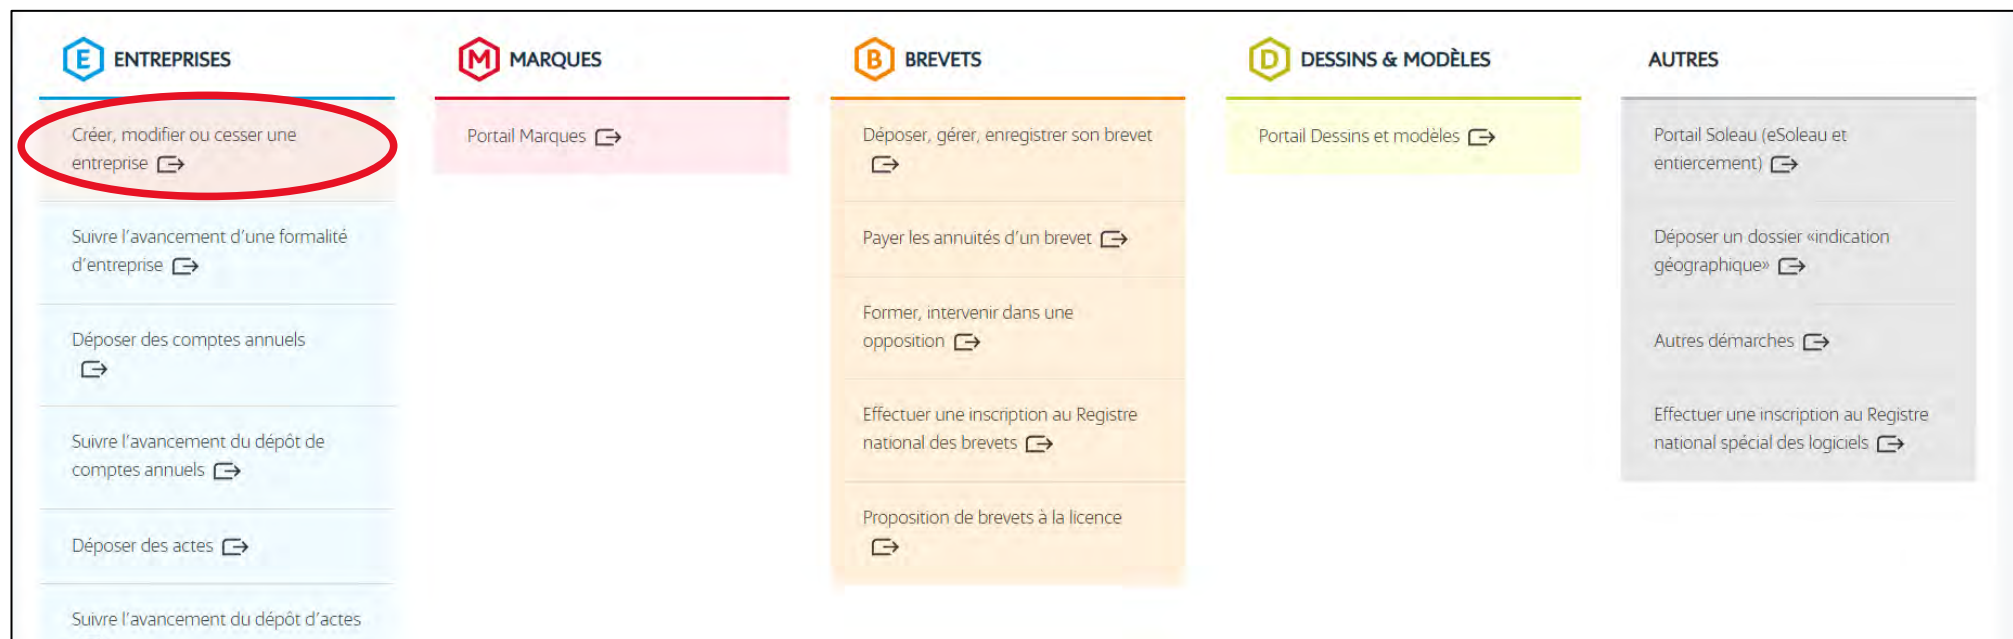 E ENTREPRISES
Créer, modifier ou cesser une
entreprise
Suivre l'avancement d'une formalité
d'entreprise
Déposer des comptes annuels
Suivre l'avancement du dépôt de
comptes annuels
Déposer des actes
Suivre l'avancement du dépôt d'actes
M MARQUES
Portail Marques
B BREVETS
Déposer, gérer, enregistrer son brevet
Payer les annuités d'un brevet
Former, intervenir dans une
opposition
Effectuer une inscription au Registre
national des brevets
Proposition de brevets à la licence
D DESSINS & MODÈLES
Portail Dessins et modèles
AUTRES
Portail Soleau (eSoleau et
entiercement)
Déposer un dossier «indication
géographique»
Autres démarches
Effectuer une inscription au Registre
national spécial des logiciels